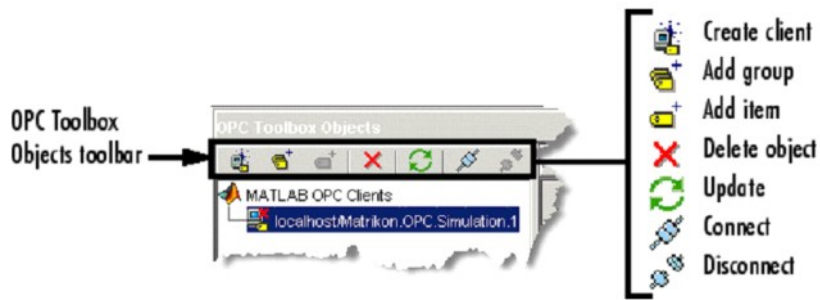 OPC Toolbox
Objects toolbar
OPC Toolbox Objects
MATLAB OPC Clients
localhost/Matrikon.OPC.Simulation.1
Create client
Add group
Add item
Delete object
Update
Connect
Disconnect